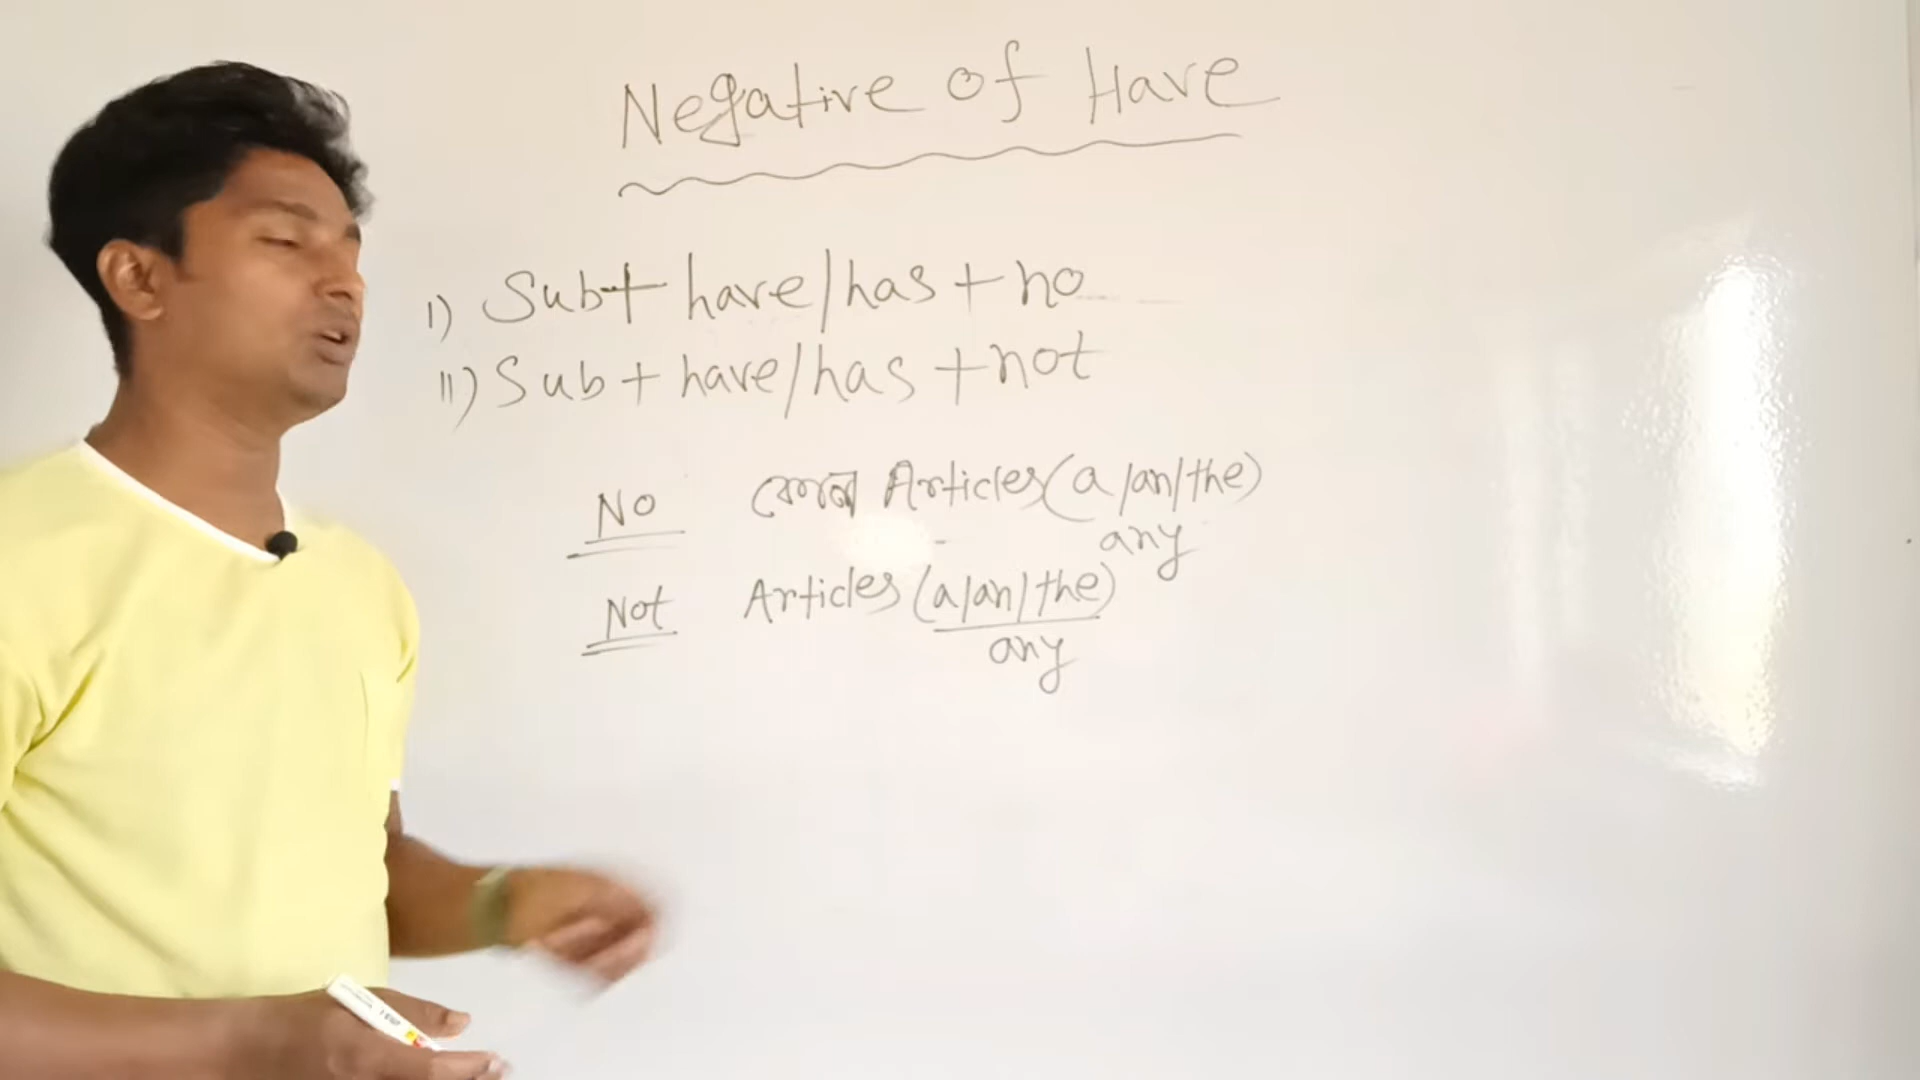 Negative of Have
I) Sub+ have/has + no
II) Sub + have/has + not
No কোন Articles (a/an/the)
any
Not Articles (a/an/the)
any